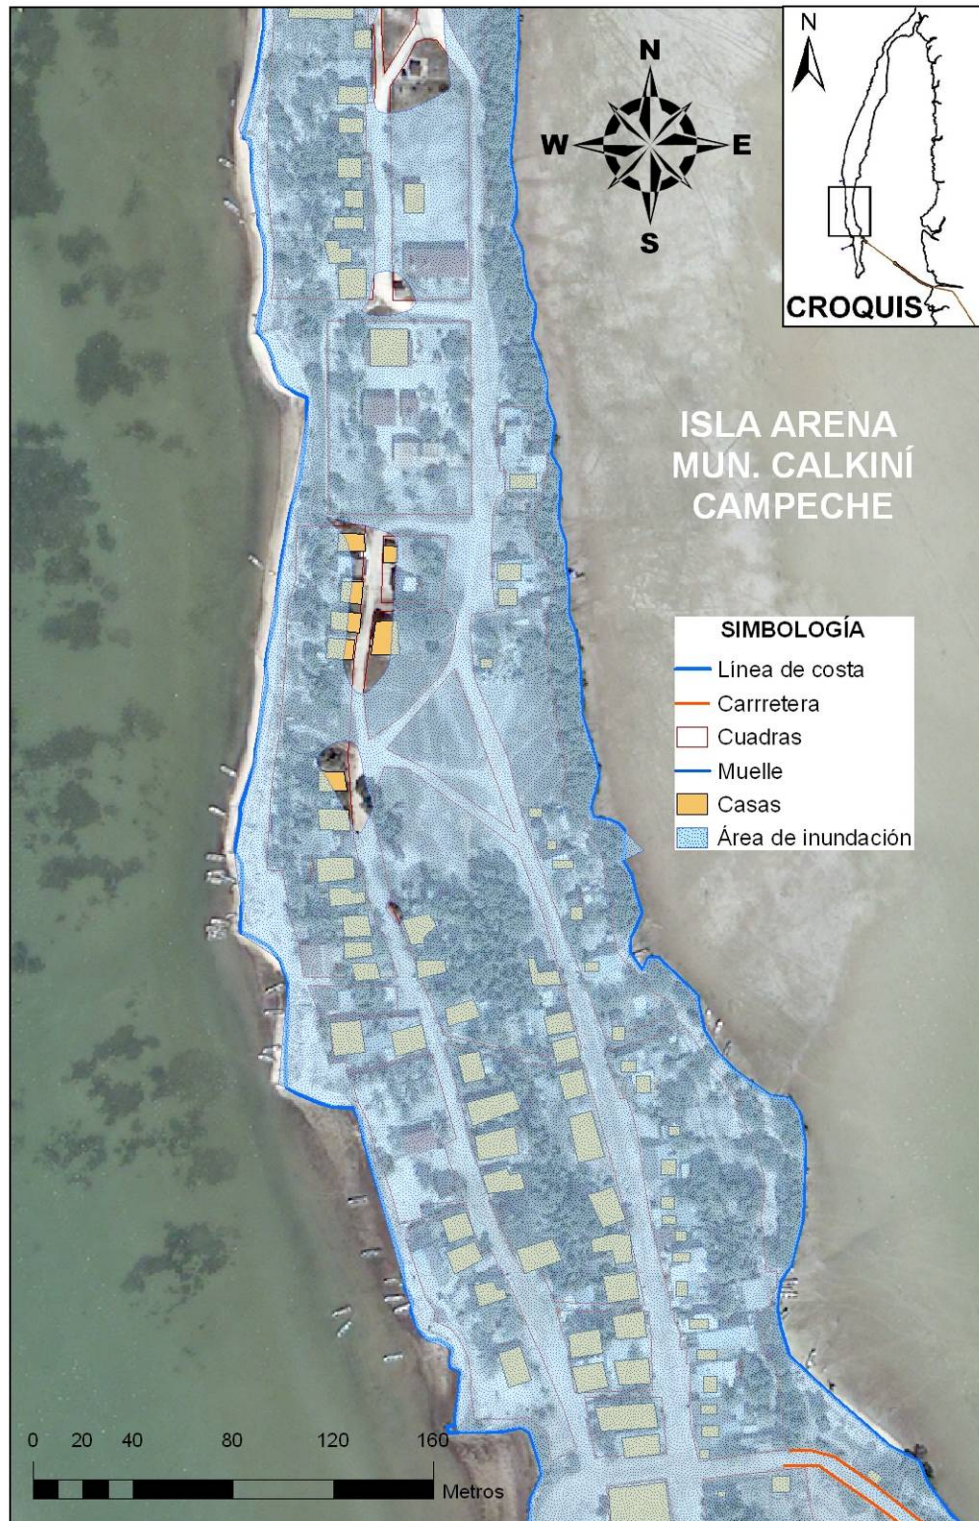 N
W E
S
N
CROQUIS
ISLA ARENA
MUN. CALKINÍ
CAMPECHE
SIMBOLOGÍA
Línea de costa
Carrretera
Cuadras
Muelle
Casas
Área de inundación
0 20 40 80 120 160
Metros